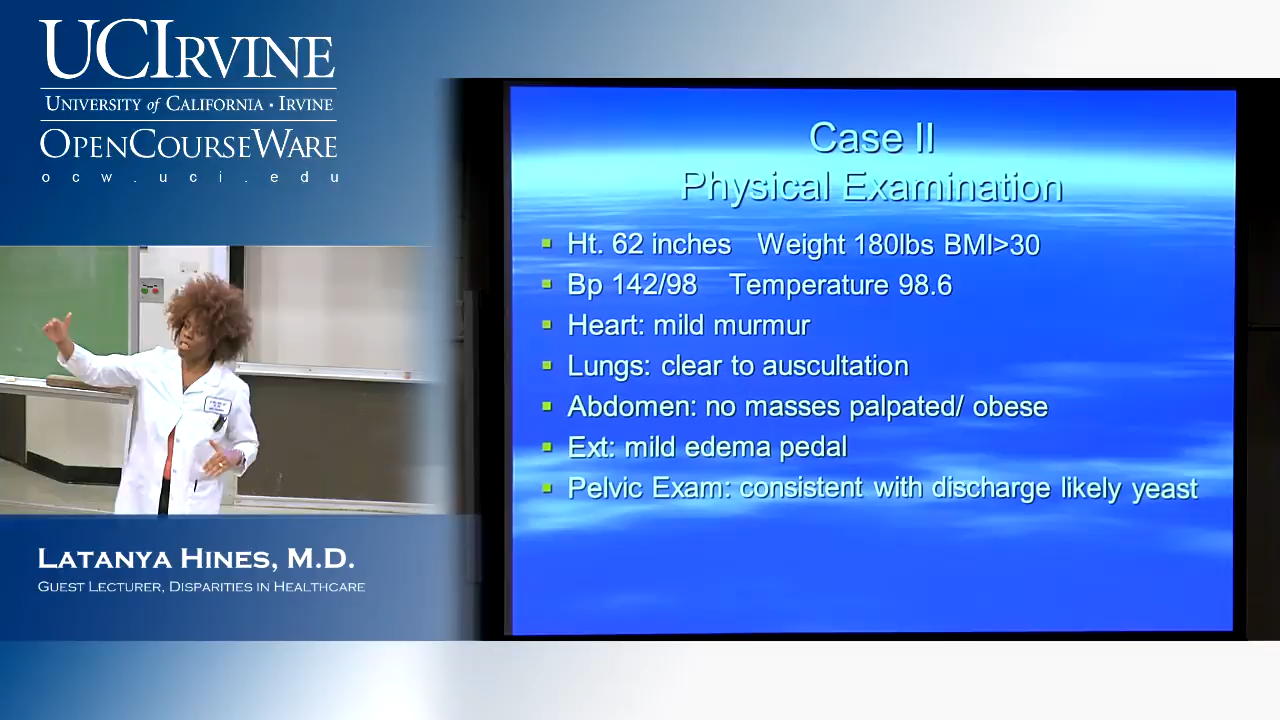 UCIRVINE
UNIVERSITY of CALIFORNIA · IRVINE
OPENCOURSEWARE
ocw.uci.edu
Case II
Physical Examination
Ht. 62 inches Weight 180lbs BMI>30
Bp 142/98 Temperature 98.6
Heart: mild murmur
Lungs: clear to auscultation
Abdomen: no masses palpated/ obese
Ext: mild edema pedal
Pelvic Exam: consistent with discharge likely yeast
LATANYA HINES, M.D.
GUEST LECTURER, DISPARITIES IN HEALTHCARE